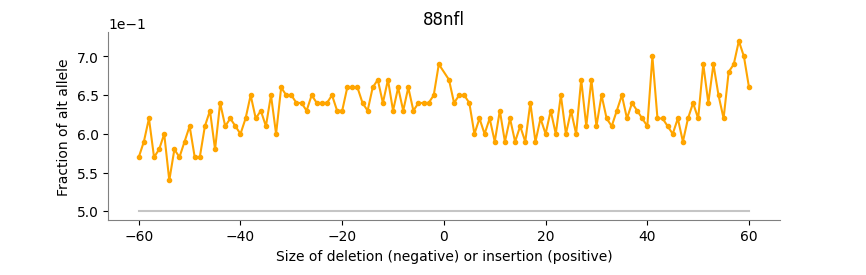 88nfl
1e−1
7.0
6.5
6.0
5.5
5.0
Fraction of alt allele
−60 −40 −20 0 20 40 60
Size of deletion (negative) or insertion (positive)